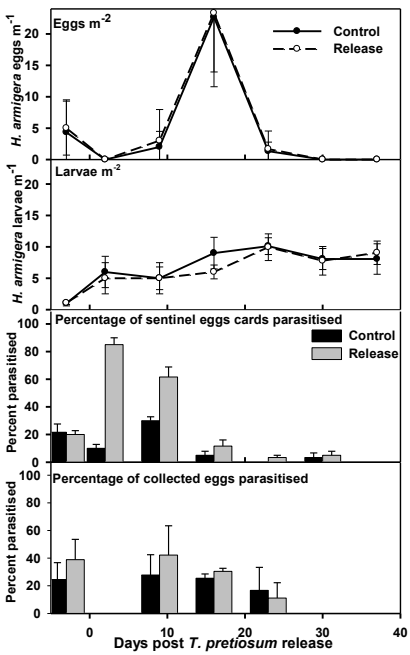 Eggs m-2
Control
Release
H. armigera eggs m-1
20
15
10
5
0
Larvae m-2
H. armigera larvae m-1
20
15
10
5
0
Percentage of sentinel eggs cards parasitised
Control
Release
Percent parasitised
100
80
60
40
20
0
Percentage of collected eggs parasitised
Percent parasitised
100
80
60
40
20
0
0 10 20 30 40
Days post T. pretiosum release